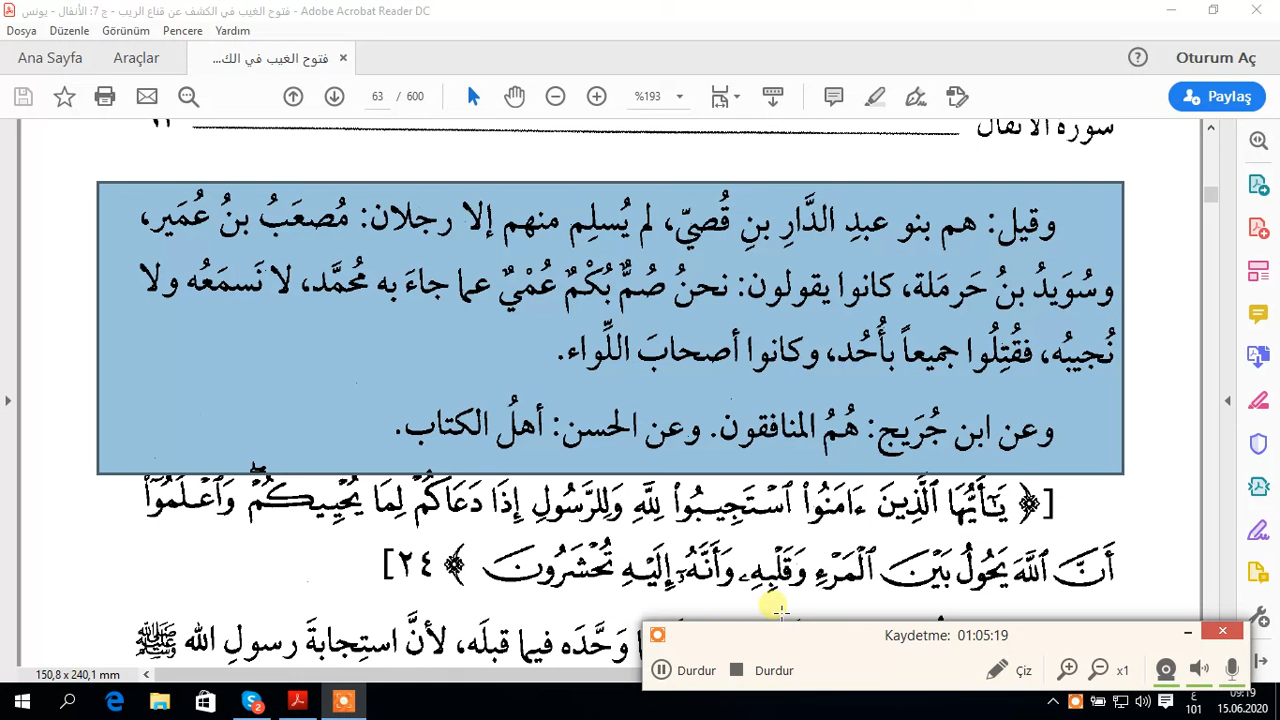 فتوح الغيب في الكشف عن قناع الريب - ج 7: الأنفال - يونس - Adobe Acrobat Reader DC
Dosya Düzenle Görünüm Pencere Yardım
Ana Sayfa Araçlar فتوح الغيب في الك... × Oturum Aç
63 / 600 %193 Paylaş
سورة الأنفال
وقيل: هم بنو عبدِ الدَّارِ بنِ قُصيّ، لم يُسلِم منهم إلا رجلان: مُصعَبُ بنُ عُمَير،
وسُوَيدُ بنُ حَرمَلة، كانوا يقولون: نحنُ صُمٌّ بُكْمٌ عُمْيٌ عما جاءَ به محُمَّد، لا نَسمَعُه ولا
نُجيبُه، فقُتِلُوا جميعاً بأُحُد، وكانوا أصحابَ اللِّواء.
وعن ابن جُرَيج: هُمُ المنافقون. وعن الحسن: أهلُ الكتاب.
[﴿ يَٰٓأَيُّهَا ٱلَّذِينَ ءَامَنُوا۟ ٱسْتَجِيبُوا۟ لِلَّهِ وَلِلرَّسُولِ إِذَا دَعَاكُمْ لِمَا يُحْيِيكُمْ ۖ وَٱعْلَمُوٓا۟
أَنَّ ٱللَّهَ يَحُولُ بَيْنَ ٱلْمَرْءِ وَقَلْبِهِۦ وَأَنَّهُۥٓ إِلَيْهِ تُحْشَرُونَ ﴾ ٢٤]
وَحَّدَه فيما قبلَه، لأنَّ استِجابةَ رسولِ الله ﷺ
Kaydetme: 01:05:19
Durdur Durdur Çiz x1
150,8 x 240,1 mm
ع 09:19
101 15.06.2020